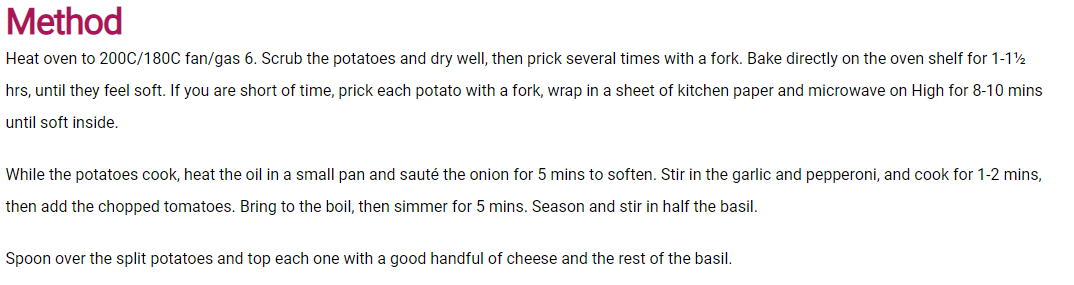 Method
Heat oven to 200C/180C fan/gas 6. Scrub the potatoes and dry well, then prick several times with a fork. Bake directly on the oven shelf for 1-1½
hrs, until they feel soft. If you are short of time, prick each potato with a fork, wrap in a sheet of kitchen paper and microwave on High for 8-10 mins
until soft inside.
While the potatoes cook, heat the oil in a small pan and sauté the onion for 5 mins to soften. Stir in the garlic and pepperoni, and cook for 1-2 mins,
then add the chopped tomatoes. Bring to the boil, then simmer for 5 mins. Season and stir in half the basil.
Spoon over the split potatoes and top each one with a good handful of cheese and the rest of the basil.